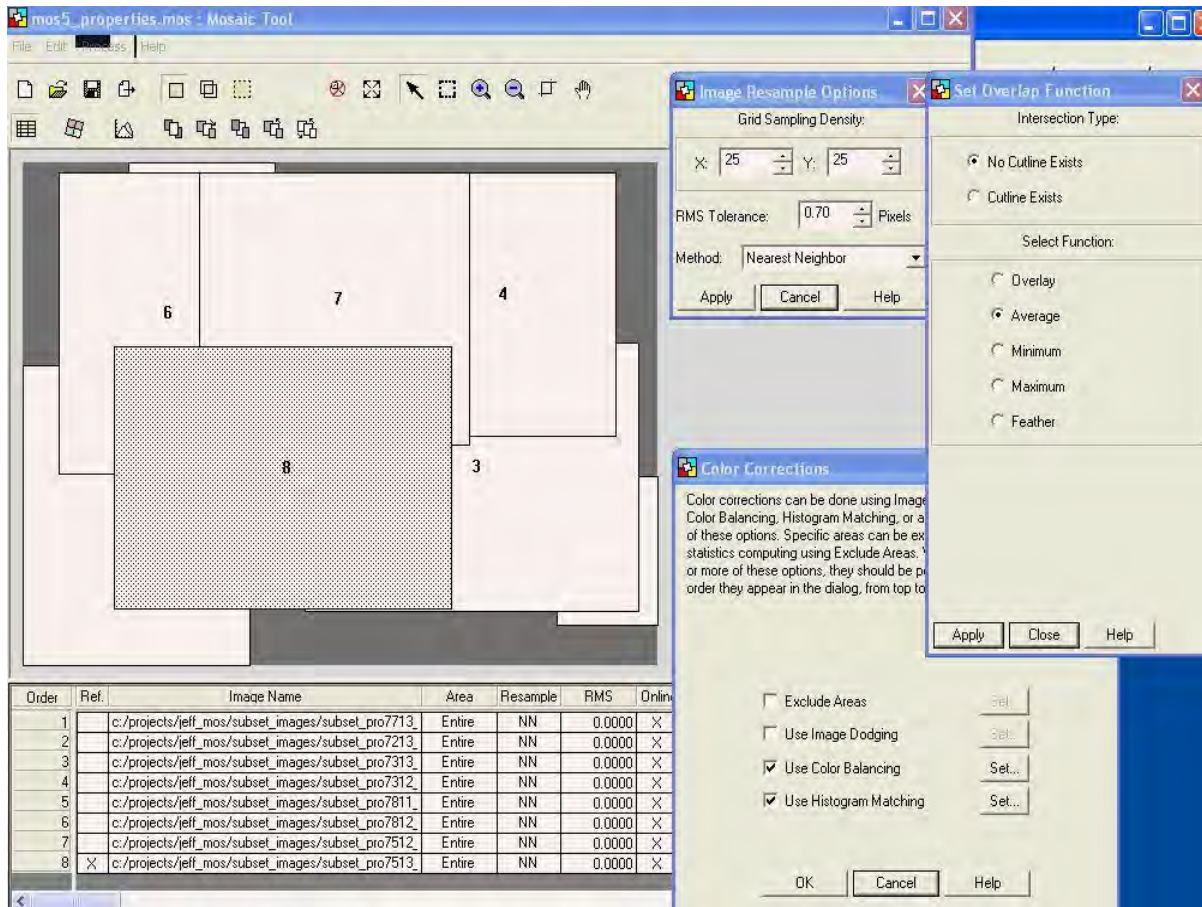 mos5_properties.mos : Mosaic Tool
File Edit Process Help
6
7
4
8
3
Image Resample Options
Grid Sampling Density:
X: 25 Y: 25
RMS Tolerance: 0.70 Pixels
Method: Nearest Neighbor
Apply Cancel Help
Set Overlap Function
Intersection Type:
No Cutline Exists
Cutline Exists
Select Function:
Overlay
Average
Minimum
Maximum
Feather
Apply Close Help
Color Corrections
Color corrections can be done using Image
Color Balancing, Histogram Matching, or a
of these options. Specific areas can be ex
statistics computing using Exclude Areas.
or more of these options, they should be p
order they appear in the dialog, from top to
Exclude Areas Set...
Use Image Dodging Set...
Use Color Balancing Set...
Use Histogram Matching Set...
OK Cancel Help
Order Ref. Image Name Area Resample RMS Online
1 c:/projects/jeff_mos/subset_images/subset_pro7713_ Entire NN 0.0000 X
2 c:/projects/jeff_mos/subset_images/subset_pro7213_ Entire NN 0.0000 X
3 c:/projects/jeff_mos/subset_images/subset_pro7313_ Entire NN 0.0000 X
4 c:/projects/jeff_mos/subset_images/subset_pro7312_ Entire NN 0.0000 X
5 c:/projects/jeff_mos/subset_images/subset_pro7811_ Entire NN 0.0000 X
6 c:/projects/jeff_mos/subset_images/subset_pro7812_ Entire NN 0.0000 X
7 c:/projects/jeff_mos/subset_images/subset_pro7512_ Entire NN 0.0000 X
8 X c:/projects/jeff_mos/subset_images/subset_pro7513_ Entire NN 0.0000 X